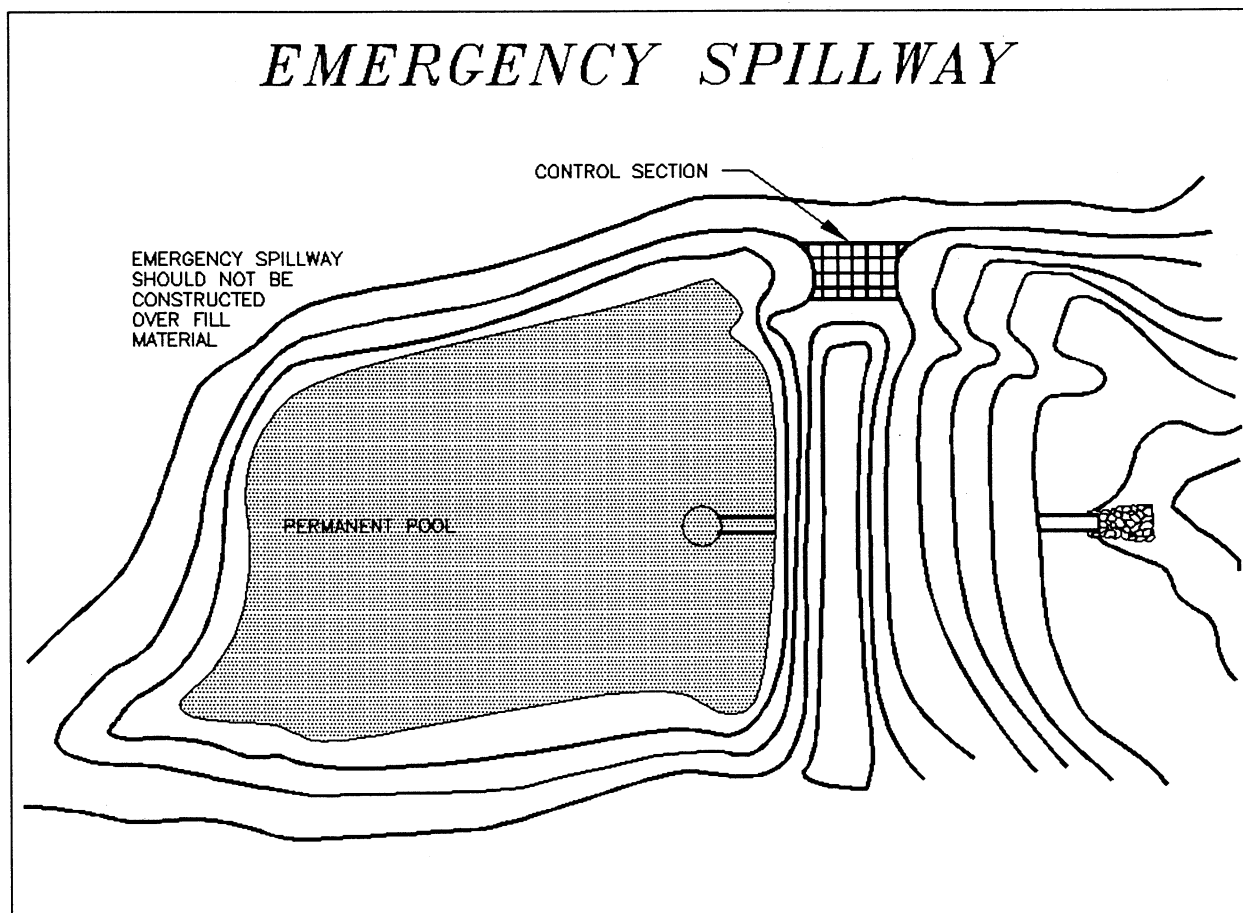 EMERGENCY SPILLWAY
CONTROL SECTION
EMERGENCY SPILLWAY
SHOULD NOT BE
CONSTRUCTED
OVER FILL
MATERIAL
PERMANENT POOL